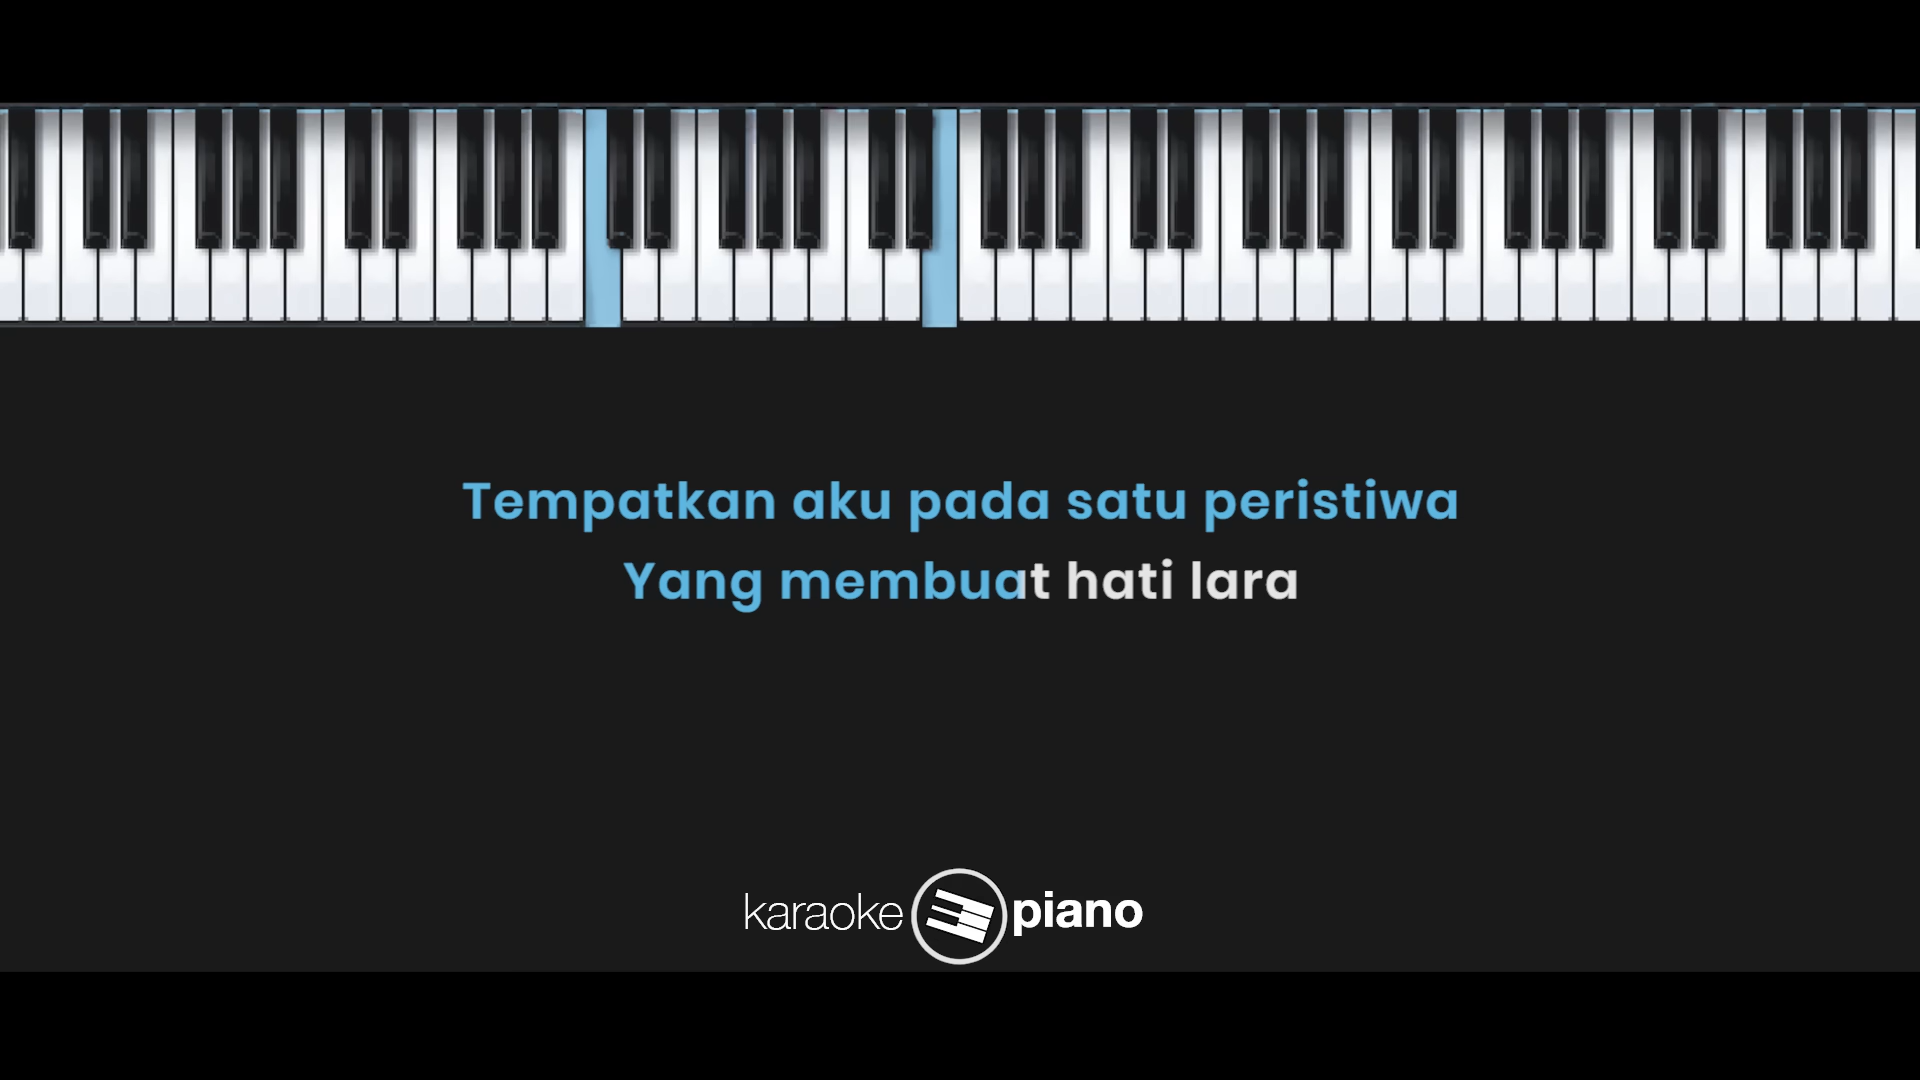 Tempatkan aku pada satu peristiwa
Yang membuat hati lara
karaoke piano